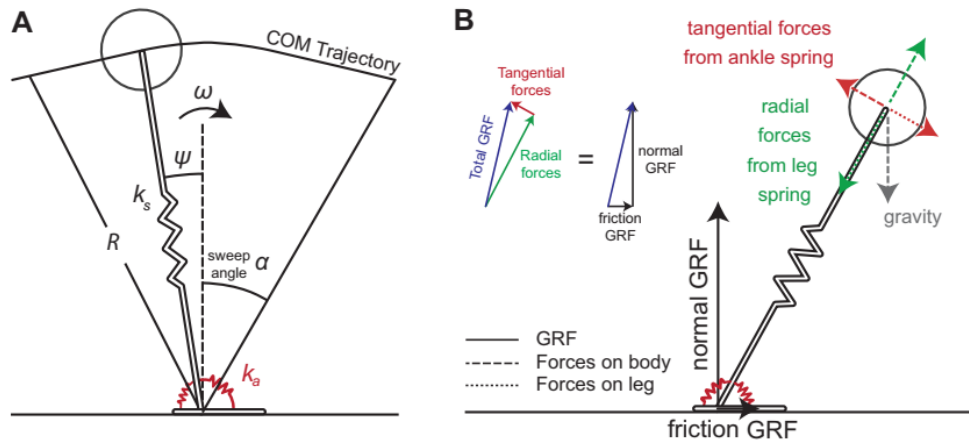 A
COM Trajectory
ω
ψ
k_s
R
sweep
angle
α
k_a
B
tangential forces
from ankle spring
Tangential
forces
Total GRF
Radial
forces
=
normal
GRF
friction
GRF
radial
forces
from leg
spring
gravity
normal GRF
GRF
Forces on body
Forces on leg
friction GRF